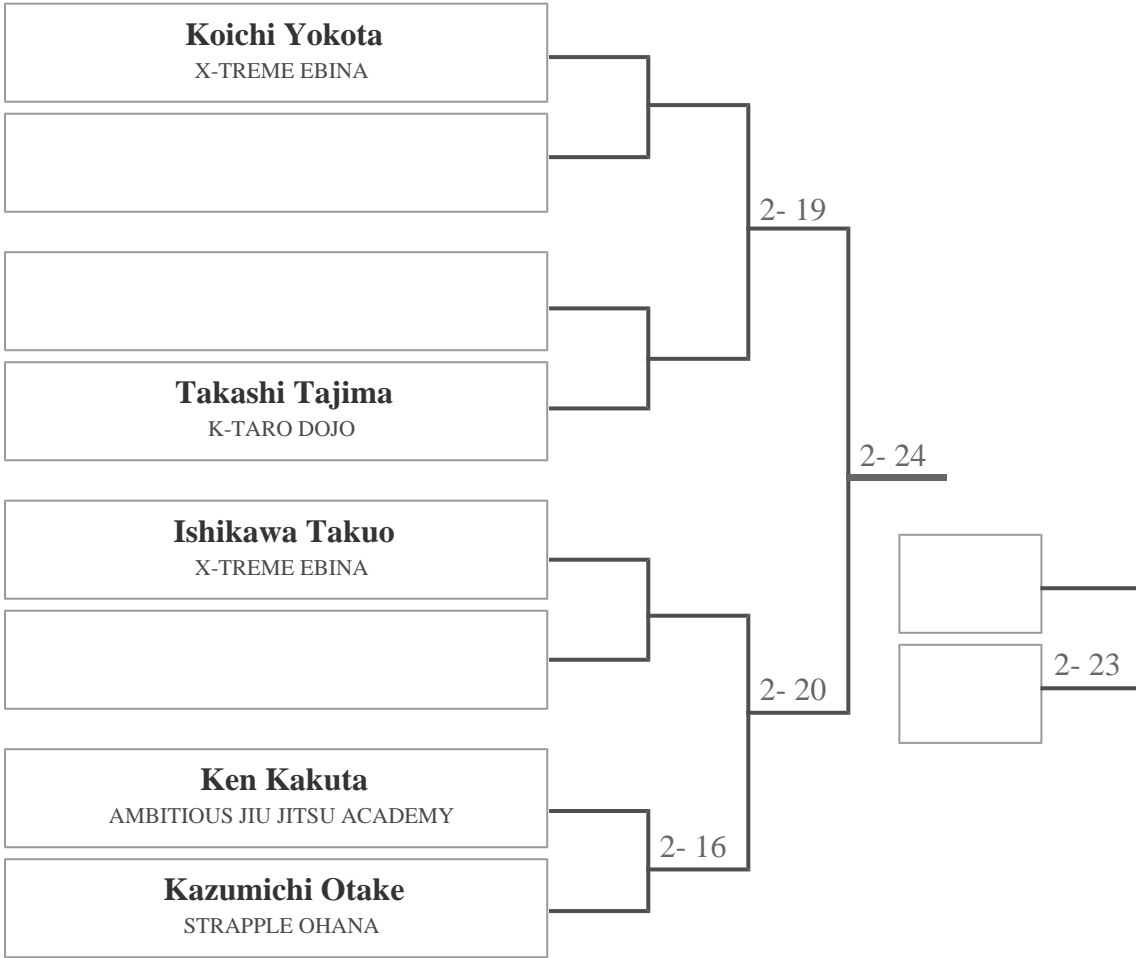 Koichi Yokota
X-TREME EBINA
2- 19
Takashi Tajima
K-TARO DOJO
2- 24
Ishikawa Takuo
X-TREME EBINA
2- 23
2- 20
Ken Kakuta
AMBITIOUS JIU JITSU ACADEMY
2- 16
Kazumichi Otake
STRAPPLE OHANA